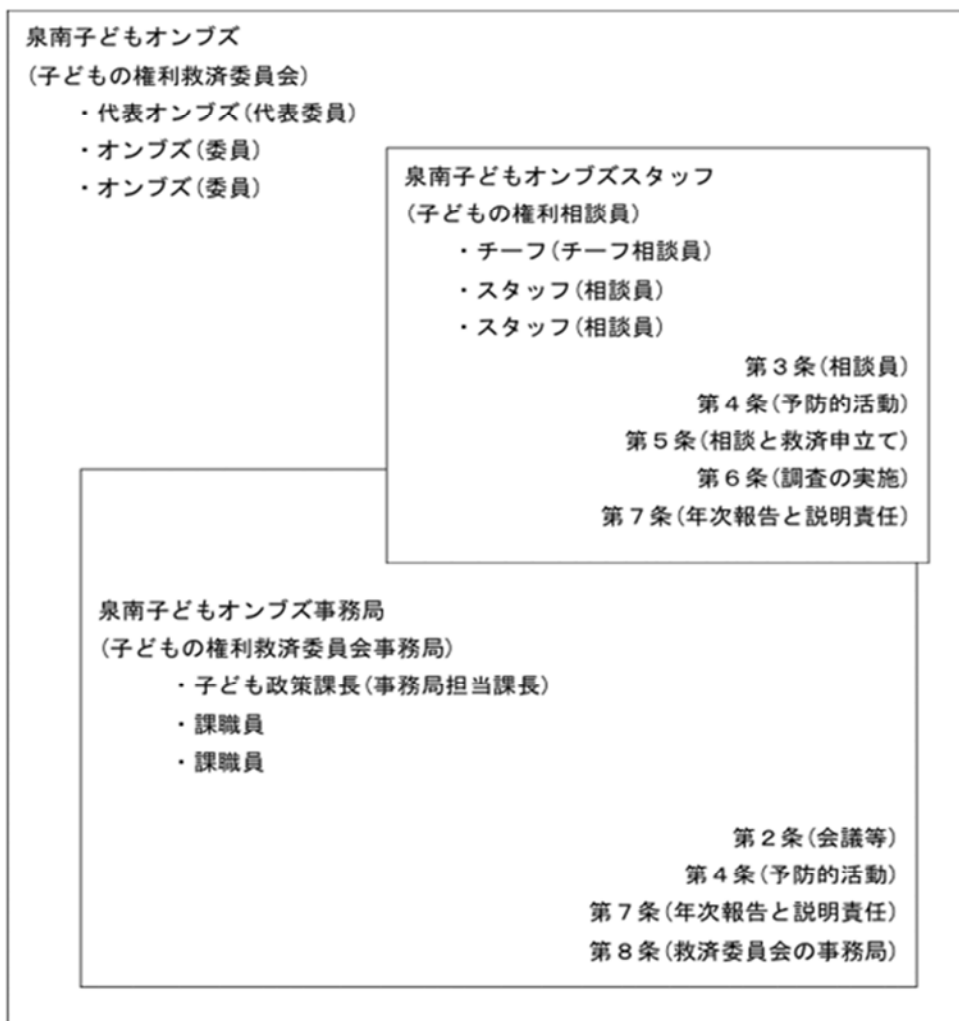 泉南子どもオンブズ
(子どもの権利救済委員会)
・代表オンブズ(代表委員)
・オンブズ(委員)
・オンブズ(委員)
泉南子どもオンブズスタッフ
(子どもの権利相談員)
・チーフ(チーフ相談員)
・スタッフ(相談員)
・スタッフ(相談員)
第3条(相談員)
第4条(予防的活動)
第5条(相談と救済申立て)
第6条(調査の実施)
第7条(年次報告と説明責任)
泉南子どもオンブズ事務局
(子どもの権利救済委員会事務局)
・子ども政策課長(事務局担当課長)
・課職員
・課職員
第2条(会議等)
第4条(予防的活動)
第7条(年次報告と説明責任)
第8条(救済委員会の事務局)